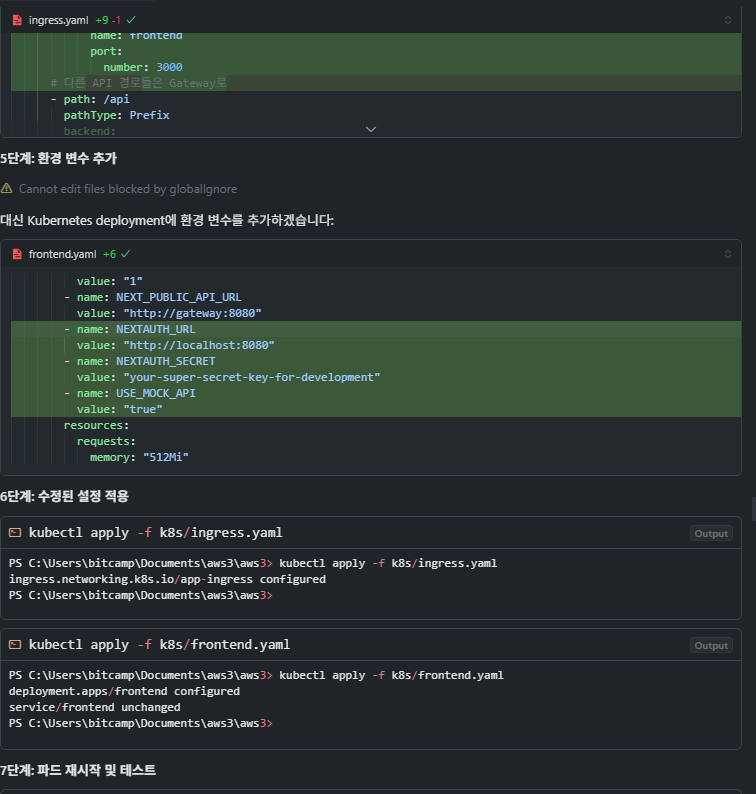 ingress.yaml +9 -1
name: frontend
port:
number: 3000
# 다른 API 경로들은 Gateway로
- path: /api
pathType: Prefix
backend:
5단계: 환경 변수 추가
Cannot edit files blocked by globalIgnore
대신 Kubernetes deployment에 환경 변수를 추가하겠습니다:
frontend.yaml +6
value: "1"
- name: NEXT_PUBLIC_API_URL
value: "http://gateway:8080"
- name: NEXTAUTH_URL
value: "http://localhost:8080"
- name: NEXTAUTH_SECRET
value: "your-super-secret-key-for-development"
- name: USE_MOCK_API
value: "true"
resources:
requests:
memory: "512Mi"
6단계: 수정된 설정 적용
kubectl apply -f k8s/ingress.yaml
Output
PS C:\Users\bitcamp\Documents\aws3\aws3> kubectl apply -f k8s/ingress.yaml
ingress.networking.k8s.io/app-ingress configured
PS C:\Users\bitcamp\Documents\aws3\aws3>
kubectl apply -f k8s/frontend.yaml
Output
PS C:\Users\bitcamp\Documents\aws3\aws3> kubectl apply -f k8s/frontend.yaml
deployment.apps/frontend configured
service/frontend unchanged
PS C:\Users\bitcamp\Documents\aws3\aws3>
7단계: 파드 재시작 및 테스트